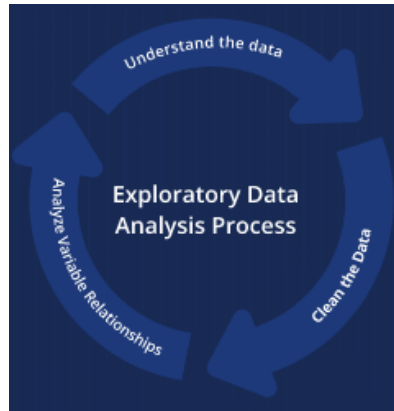 Understand the data
Exploratory Data
Analysis Process
Clean the Data
Analyze Variable Relationships